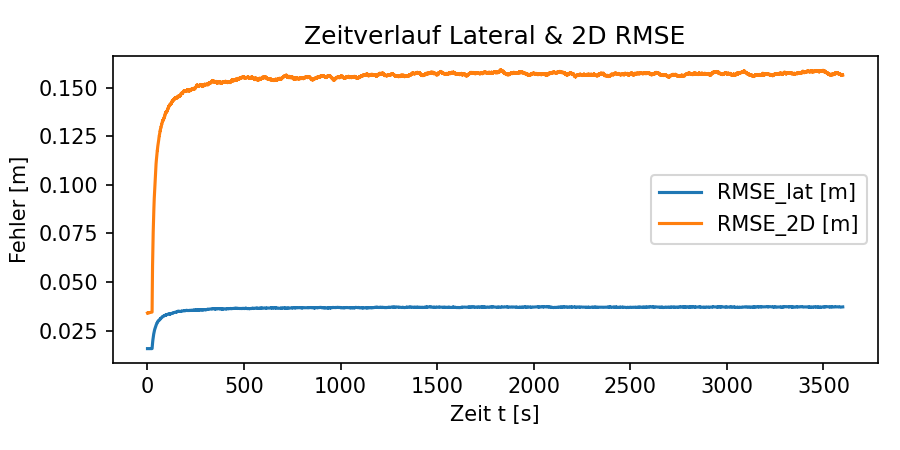 Zeitverlauf Lateral & 2D RMSE
Fehler [m]
0.150
0.125
0.100
0.075
0.050
0.025
RMSE_lat [m]
RMSE_2D [m]
0 500 1000 1500 2000 2500 3000 3500
Zeit t [s]